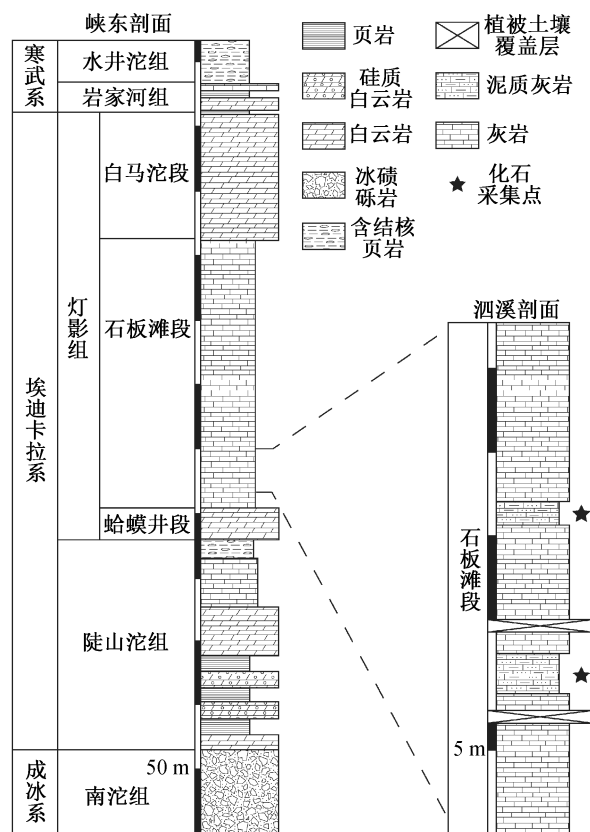 峡东剖面
寒武系
水井沱组
岩家河组
埃迪卡拉系
灯影组
白马沱段
石板滩段
蛤蟆井段
陡山沱组
成冰系
南沱组
50 m
页岩
硅质
白云岩
白云岩
冰碛
砾岩
含结核
页岩
植被土壤
覆盖层
泥质灰岩
灰岩
化石
采集点
泗溪剖面
石板滩段
5 m